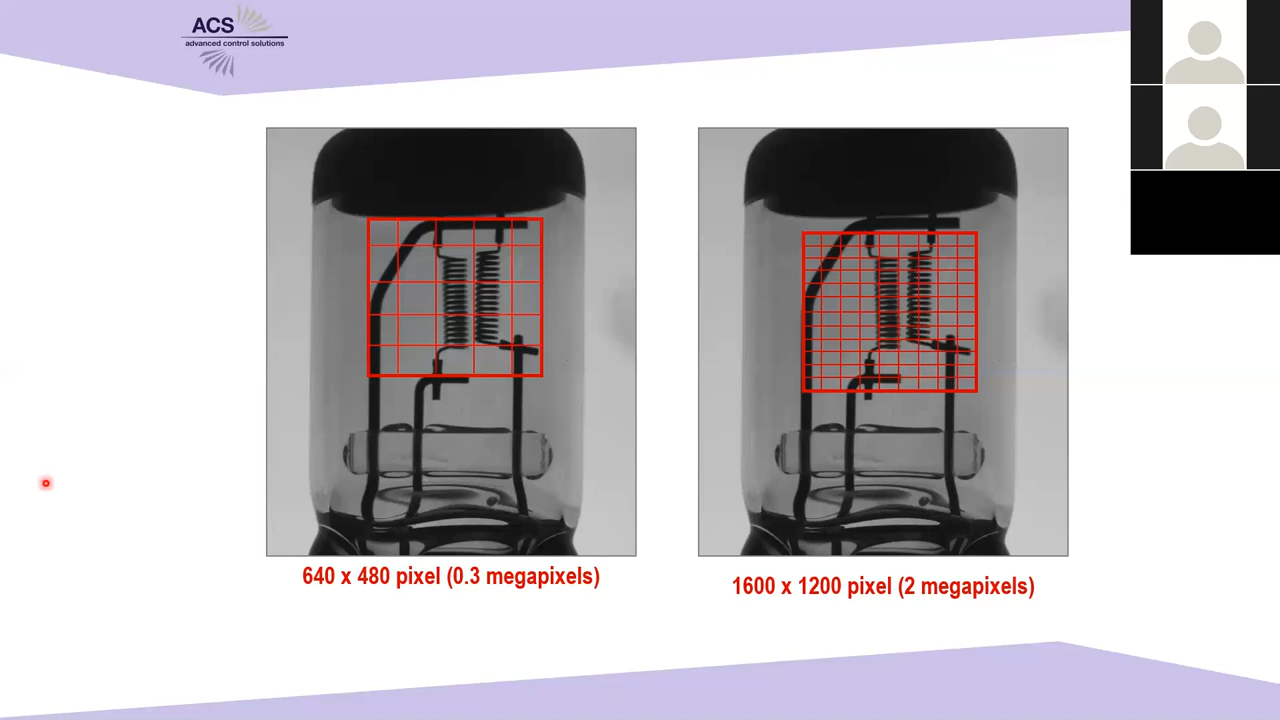 ACS
advanced control solutions
640 x 480 pixel (0.3 megapixels)
1600 x 1200 pixel (2 megapixels)